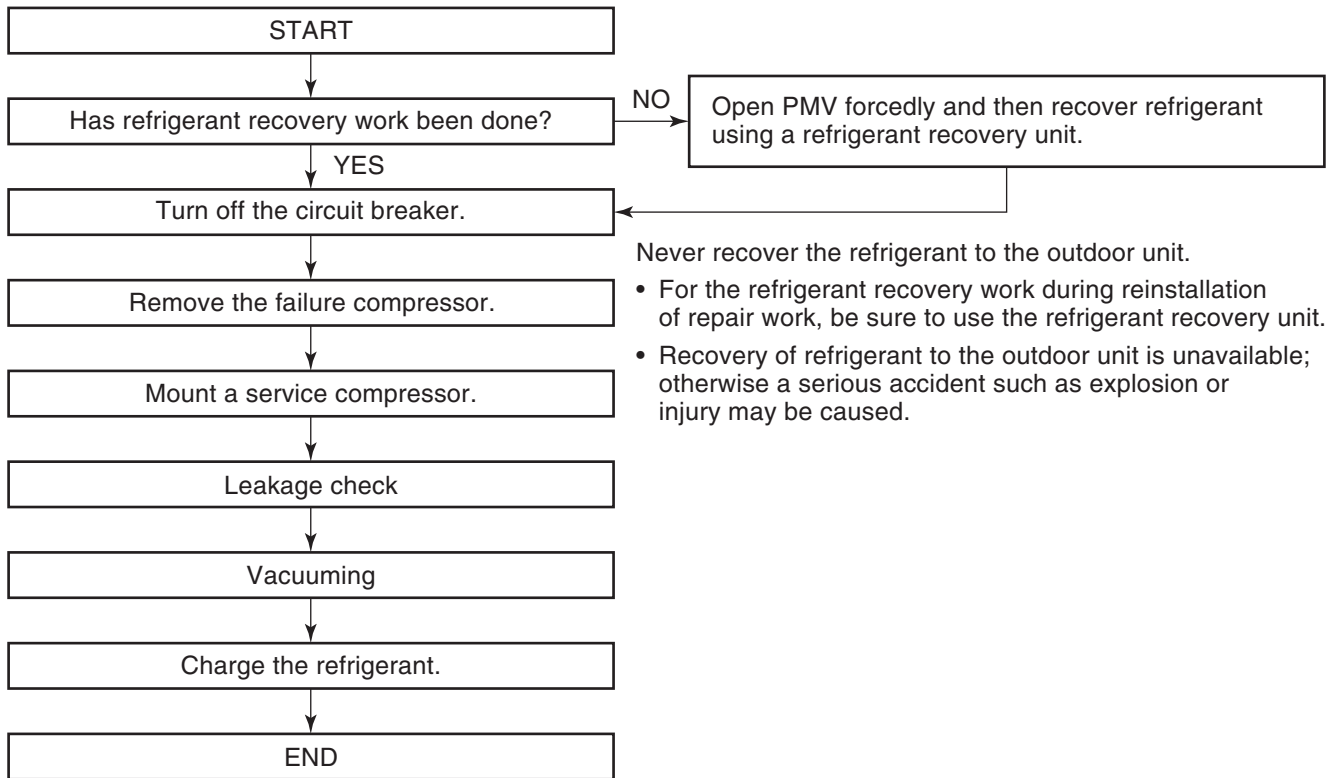 START
Has refrigerant recovery work been done?
NO
Open PMV forcedly and then recover refrigerant
using a refrigerant recovery unit.
YES
Turn off the circuit breaker.
Never recover the refrigerant to the outdoor unit.
• For the refrigerant recovery work during reinstallation
of repair work, be sure to use the refrigerant recovery unit.
• Recovery of refrigerant to the outdoor unit is unavailable;
otherwise a serious accident such as explosion or
injury may be caused.
Remove the failure compressor.
Mount a service compressor.
Leakage check
Vacuuming
Charge the refrigerant.
END